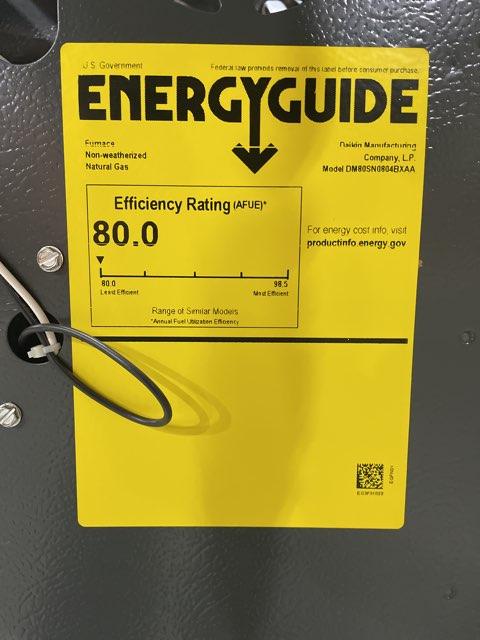 U.S. Government
Federal law prohibits removal of this label before consumer purchase.
ENERGYGUIDE
Furnace
Non-weatherized
Natural Gas
Daikin Manufacturing
Company, L.P.
Model DM80SN0804BXAA
Efficiency Rating (AFUE)*
80.0
80.0
98.5
Least Efficient
Most Efficient
Range of Similar Models
*Annual Fuel Utilization Efficiency
For energy cost info, visit
productinfo.energy.gov